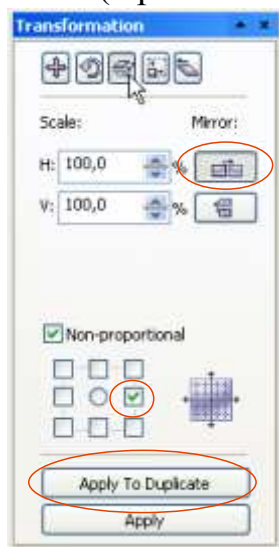 Transformation
Scale: Mirror:
H: 100,0 %
V: 100,0 %
Non-proportional
Apply To Duplicate
Apply